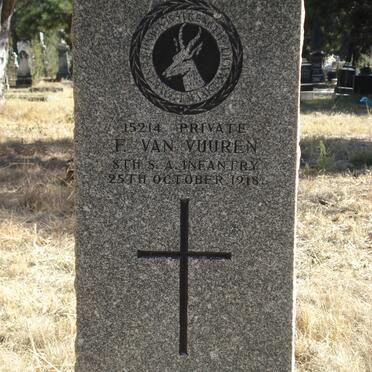 15214 PRIVATE
F. VAN VUUREN
8TH S. A. INFANTRY
25TH OCTOBER 1918